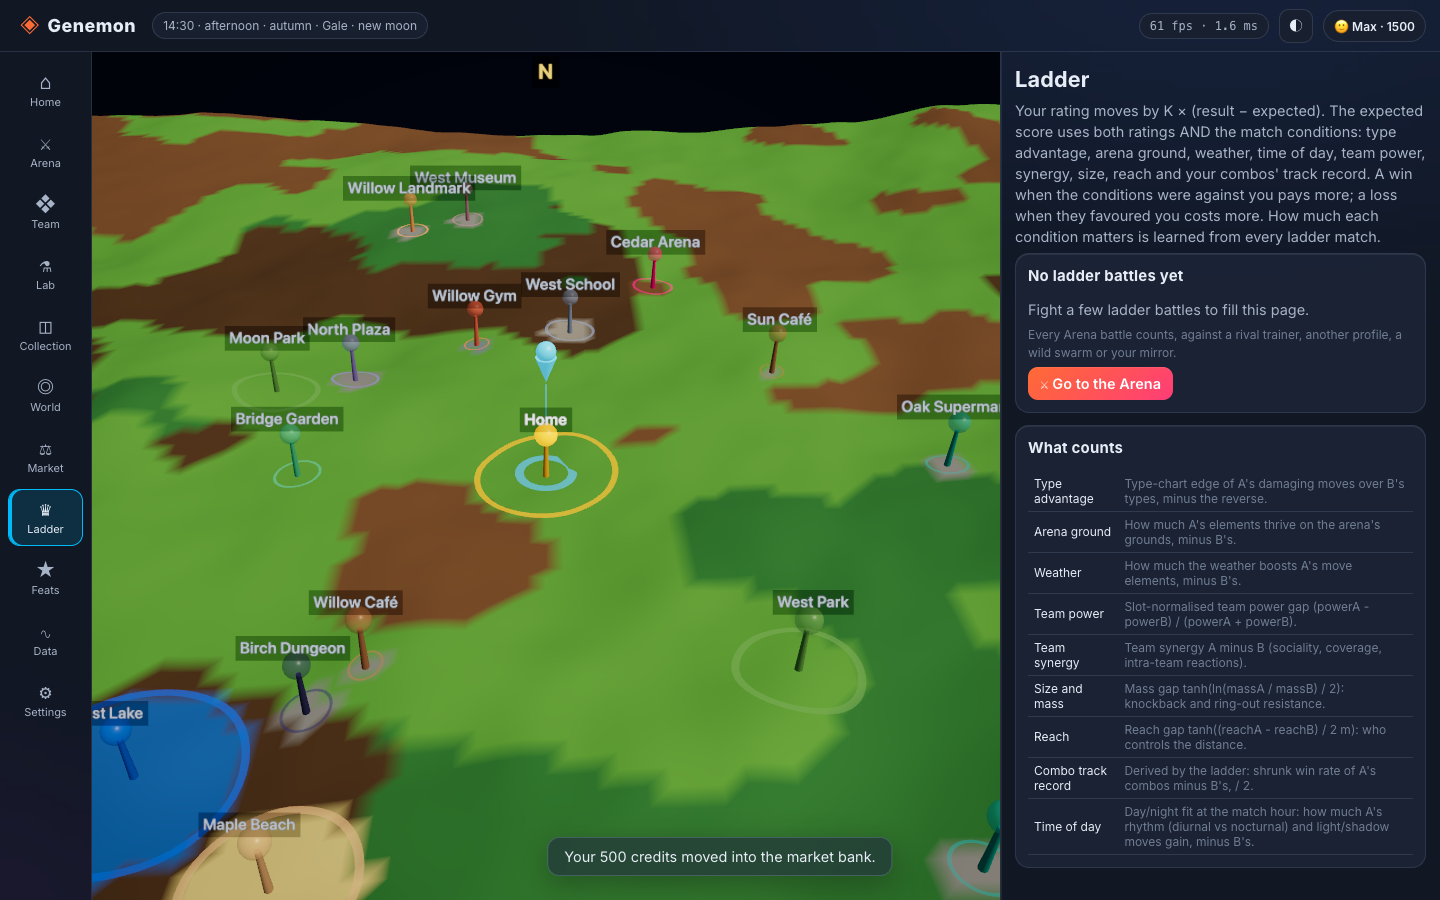 Genemon
14:30 · afternoon · autumn · Gale · new moon
61 fps · 1.6 ms
Max · 1500
Home
Arena
Team
Lab
Collection
World
Market
Ladder
Feats
Data
Settings
N
West Museum
Willow Landmark
Cedar Arena
West School
Willow Gym
Sun Café
North Plaza
Moon Park
Oak Superma
Bridge Garden
Home
Willow Café
West Park
Birch Dungeon
st Lake
Maple Beach
Your 500 credits moved into the market bank.
Ladder
Your rating moves by K × (result − expected). The expected
score uses both ratings AND the match conditions: type
advantage, arena ground, weather, time of day, team power,
synergy, size, reach and your combos' track record. A win
when the conditions were against you pays more; a loss
when they favoured you costs more. How much each
condition matters is learned from every ladder match.
No ladder battles yet
Fight a few ladder battles to fill this page.
Every Arena battle counts, against a rival trainer, another profile, a
wild swarm or your mirror.
Go to the Arena
What counts
Type
advantage
Type-chart edge of A's damaging moves over B's
types, minus the reverse.
Arena ground
How much A's elements thrive on the arena's
grounds, minus B's.
Weather
How much the weather boosts A's move
elements, minus B's.
Team power
Slot-normalised team power gap (powerA -
powerB) / (powerA + powerB).
Team
synergy
Team synergy A minus B (sociality, coverage,
intra-team reactions).
Size and
mass
Mass gap tanh(ln(massA / massB) / 2):
knockback and ring-out resistance.
Reach
Reach gap tanh((reachA - reachB) / 2 m): who
controls the distance.
Combo track
record
Derived by the ladder: shrunk win rate of A's
combos minus B's, / 2.
Time of day
Day/night fit at the match hour: how much A's
rhythm (diurnal vs nocturnal) and light/shadow
moves gain, minus B's.